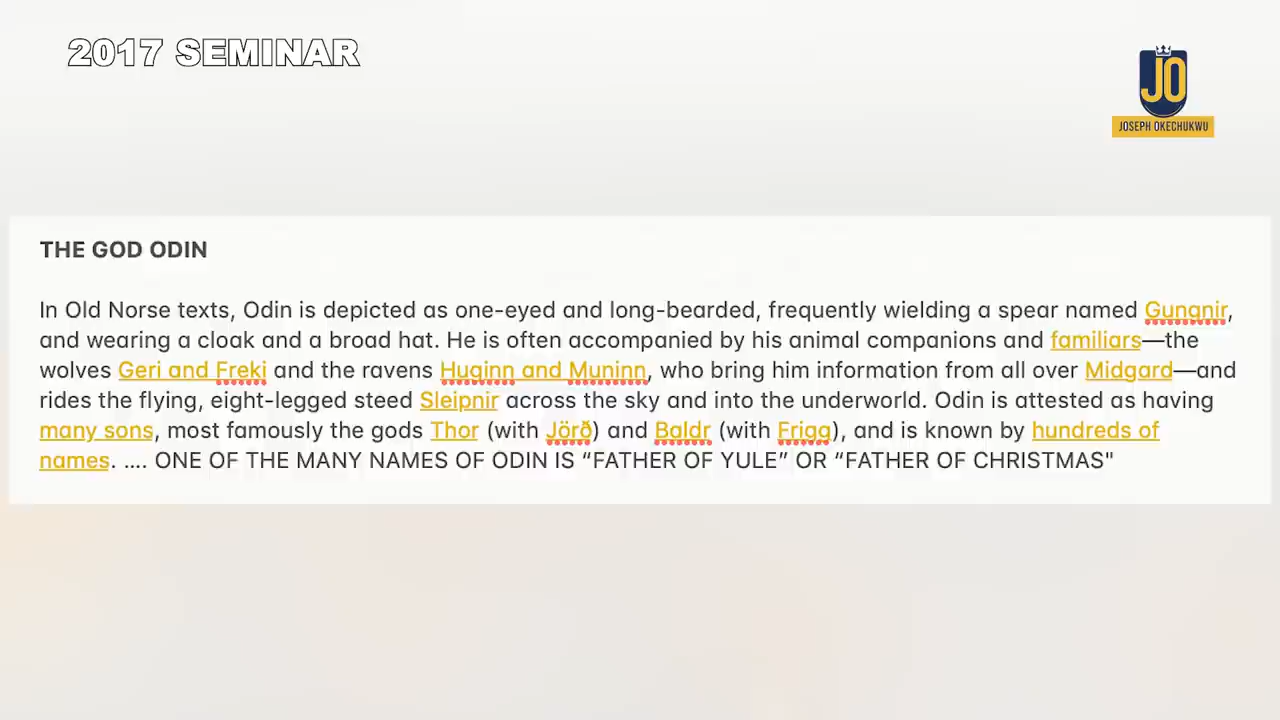 2017 SEMINAR
JO
JOSEPH OKECHUKWU
THE GOD ODIN
In Old Norse texts, Odin is depicted as one-eyed and long-bearded, frequently wielding a spear named Gungnir,
and wearing a cloak and a broad hat. He is often accompanied by his animal companions and familiars—the
wolves Geri and Freki and the ravens Huginn and Muninn, who bring him information from all over Midgard—and
rides the flying, eight-legged steed Sleipnir across the sky and into the underworld. Odin is attested as having
many sons, most famously the gods Thor (with Jörð) and Baldr (with Frigg), and is known by hundreds of
names. .... ONE OF THE MANY NAMES OF ODIN IS “FATHER OF YULE” OR “FATHER OF CHRISTMAS"